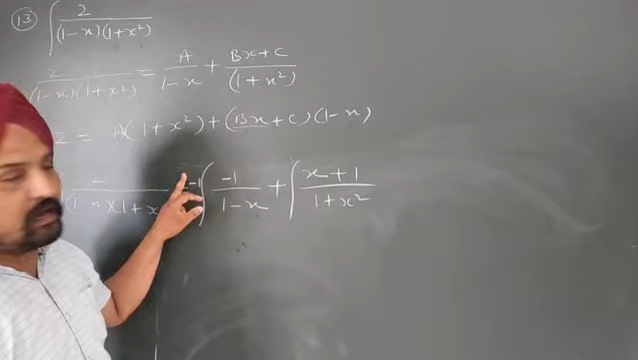 (13) ∫ 2 / (1-x)(1+x²)
2 / (1-x)(1+x²) = A / 1-x + Bx+C / (1+x²)
2 = A(1+x²) + (Bx+C)(1-x)
2 / (1-x)(1+x = -1 ∫ -1 / 1-x + ∫ x+1 / 1+x²